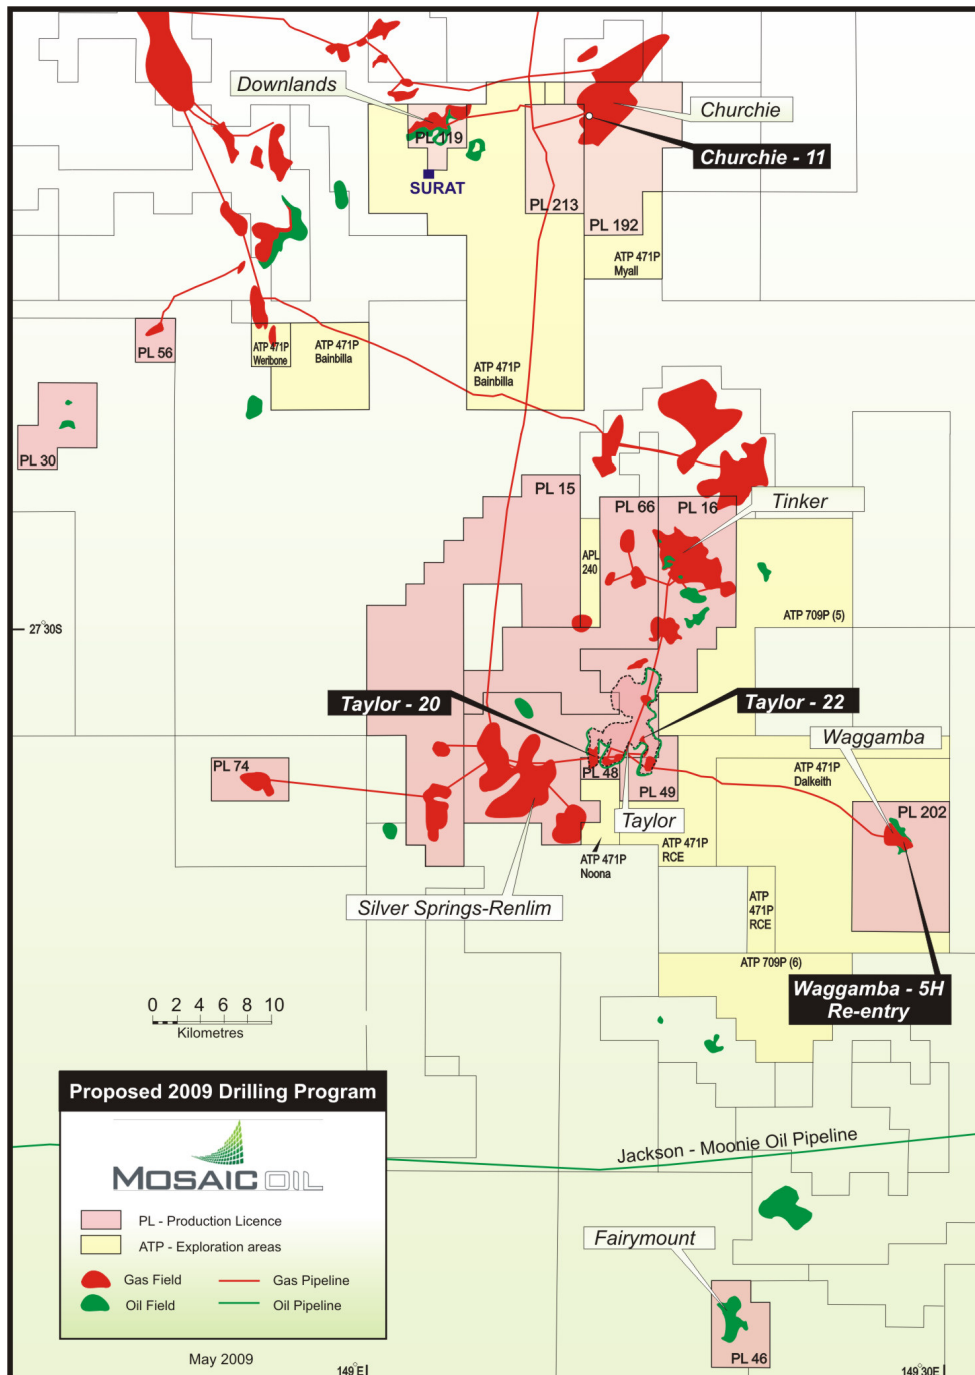 Downlands
Churchie
PL 119
Churchie - 11
SURAT
PL 213
PL 192
ATP 471P
Myall
PL 56
ATP 471P
Weribone
ATP 471P
Bainbilla
ATP 471P
Bainbilla
PL 30
PL 15
PL 66
PL 16
Tinker
APL
240
ATP 709P (5)
27°30S
Taylor - 20
Taylor - 22
Waggamba
PL 74
PL 48
PL 49
ATP 471P
Dalkeith
PL 202
Taylor
ATP 471P
RCE
ATP 471P
Noona
Silver Springs-Renlim
ATP
471P
RCE
ATP 709P (6)
Waggamba - 5H
Re-entry
0 2 4 6 8 10
Kilometres
Proposed 2009 Drilling Program
MOSAIC OIL
PL - Production Licence
ATP - Exploration areas
Gas Field
Gas Pipeline
Oil Field
Oil Pipeline
Jackson - Moonie Oil Pipeline
Fairymount
PL 46
May 2009
149°E
149°30E